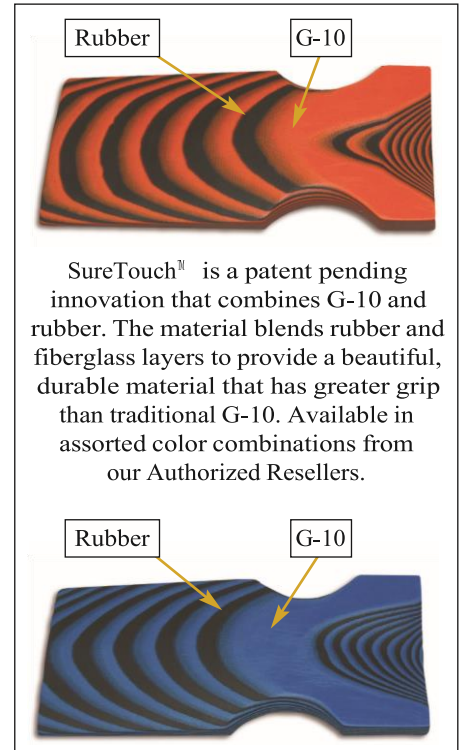 Rubber G-10
SureTouch™ is a patent pending
innovation that combines G-10 and
rubber. The material blends rubber and
fiberglass layers to provide a beautiful,
durable material that has greater grip
than traditional G-10. Available in
assorted color combinations from
our Authorized Resellers.
Rubber G-10